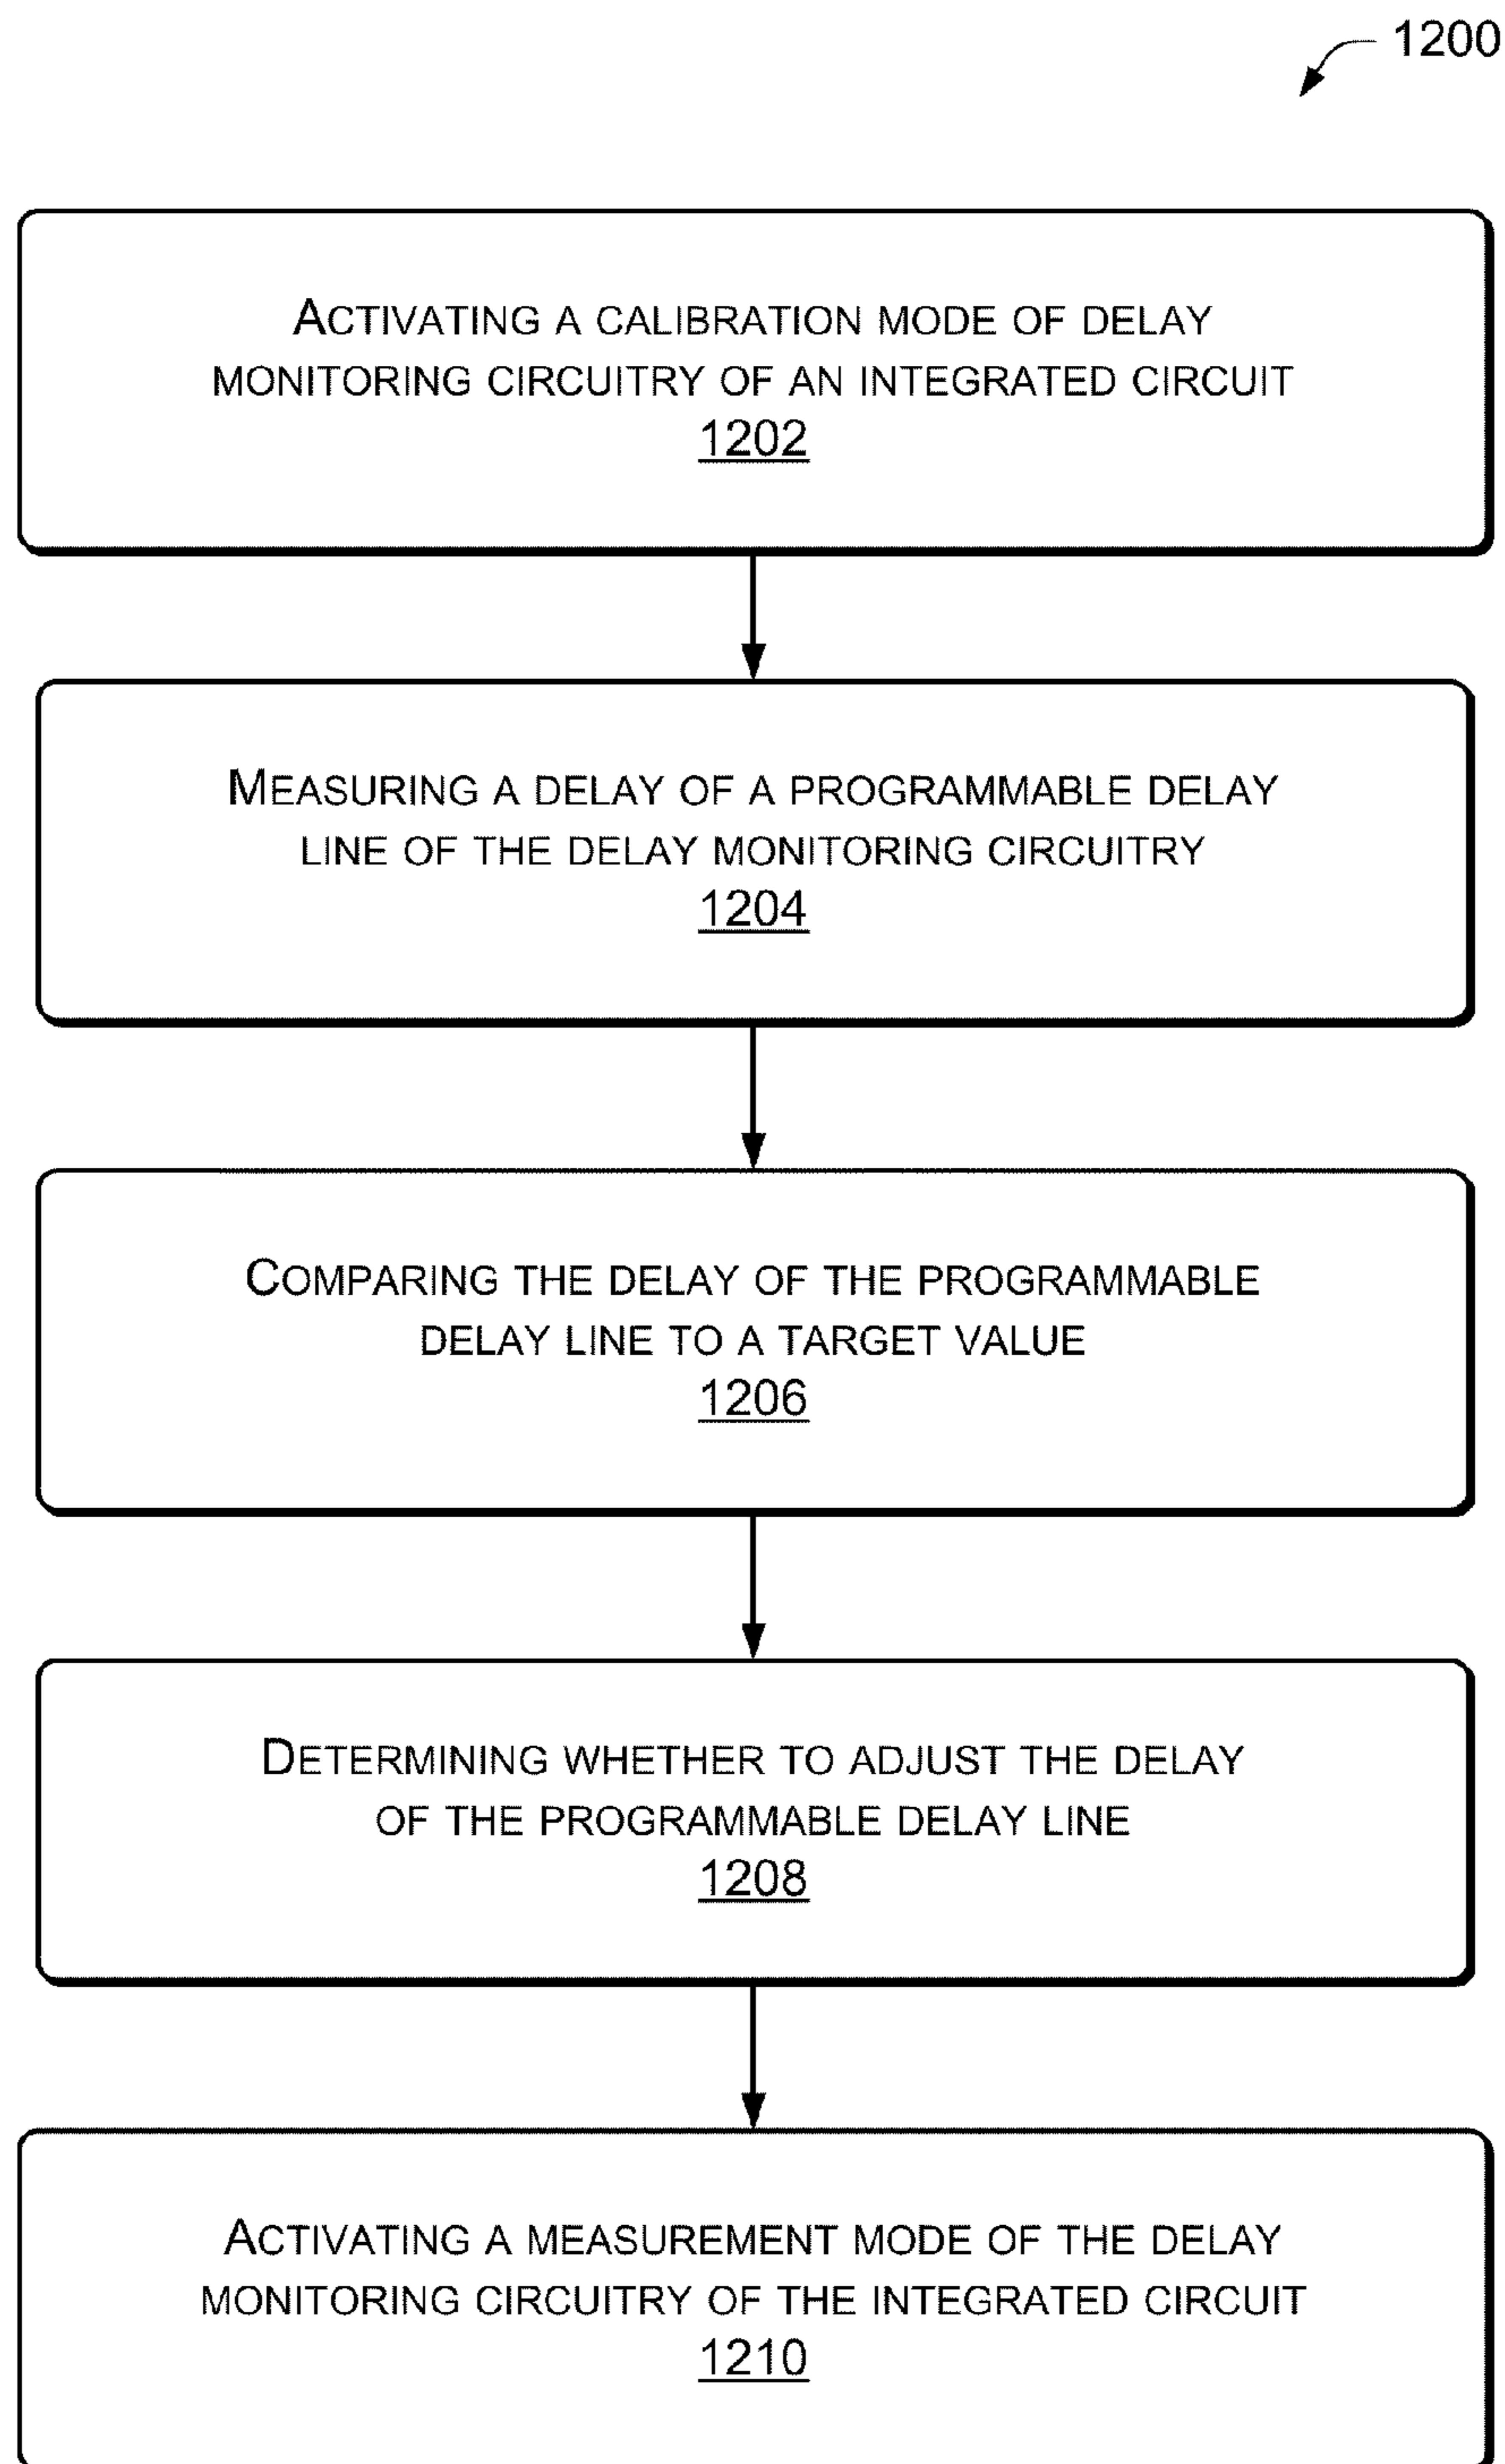 1200
ACTIVATING A CALIBRATION MODE OF DELAY
MONITORING CIRCUITRY OF AN INTEGRATED CIRCUIT
1202
MEASURING A DELAY OF A PROGRAMMABLE DELAY
LINE OF THE DELAY MONITORING CIRCUITRY
1204
COMPARING THE DELAY OF THE PROGRAMMABLE
DELAY LINE TO A TARGET VALUE
1206
DETERMINING WHETHER TO ADJUST THE DELAY
OF THE PROGRAMMABLE DELAY LINE
1208
ACTIVATING A MEASUREMENT MODE OF THE DELAY
MONITORING CIRCUITRY OF THE INTEGRATED CIRCUIT
1210